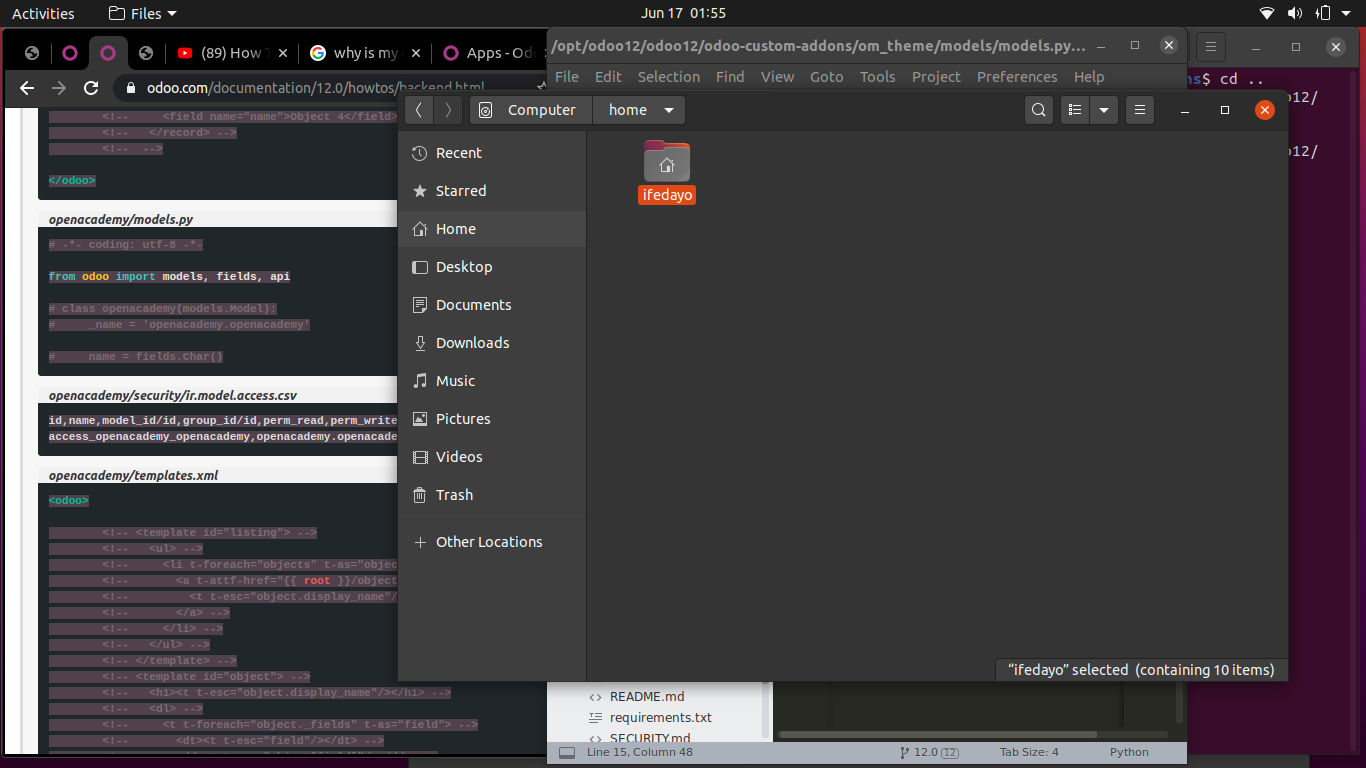 Activities
Files
Jun 17 01:55
(89) How
why is my
Apps - Od
odoo.com/documentation/12.0/howtos/backend.html
<!-- <field name="name">Object 4</field>
<!-- </record> -->
<!-- -->
</odoo>
openacademy/models.py
# -*- coding: utf-8 -*-
from odoo import models, fields, api
# class openacademy(models.Model):
# _name = 'openacademy.openacademy'
# name = fields.Char()
openacademy/security/ir.model.access.csv
id,name,model_id/id,group_id/id,perm_read,perm_write
access_openacademy_openacademy,openacademy.openacade
openacademy/templates.xml
<odoo>
<!-- <template id="listing"> -->
<!-- <ul> -->
<!-- <li t-foreach="objects" t-as="objec
<!-- <a t-attf-href="{{ root }}/object
<!-- <t t-esc="object.display_name"/
<!-- </a> -->
<!-- </li> -->
<!-- </ul> -->
<!-- </template> -->
<!-- <template id="object"> -->
<!-- <h1><t t-esc="object.display_name"/></h1> -->
<!-- <dl> -->
<!-- <t t-foreach="object._fields" t-as="field"> -->
<!-- <dt><t t-esc="field"/></dt> -->
/opt/odoo12/odoo12/odoo-custom-addons/om_theme/models/models.py...
File Edit Selection Find View Goto Tools Project Preferences Help
ns$ cd ..
o12/
o12/
Computer
home
Recent
Starred
Home
Desktop
Documents
Downloads
Music
Pictures
Videos
Trash
Other Locations
ifedayo
“ifedayo” selected (containing 10 items)
README.md
requirements.txt
SECURITY.md
Line 15, Column 48
12.0 12
Tab Size: 4
Python